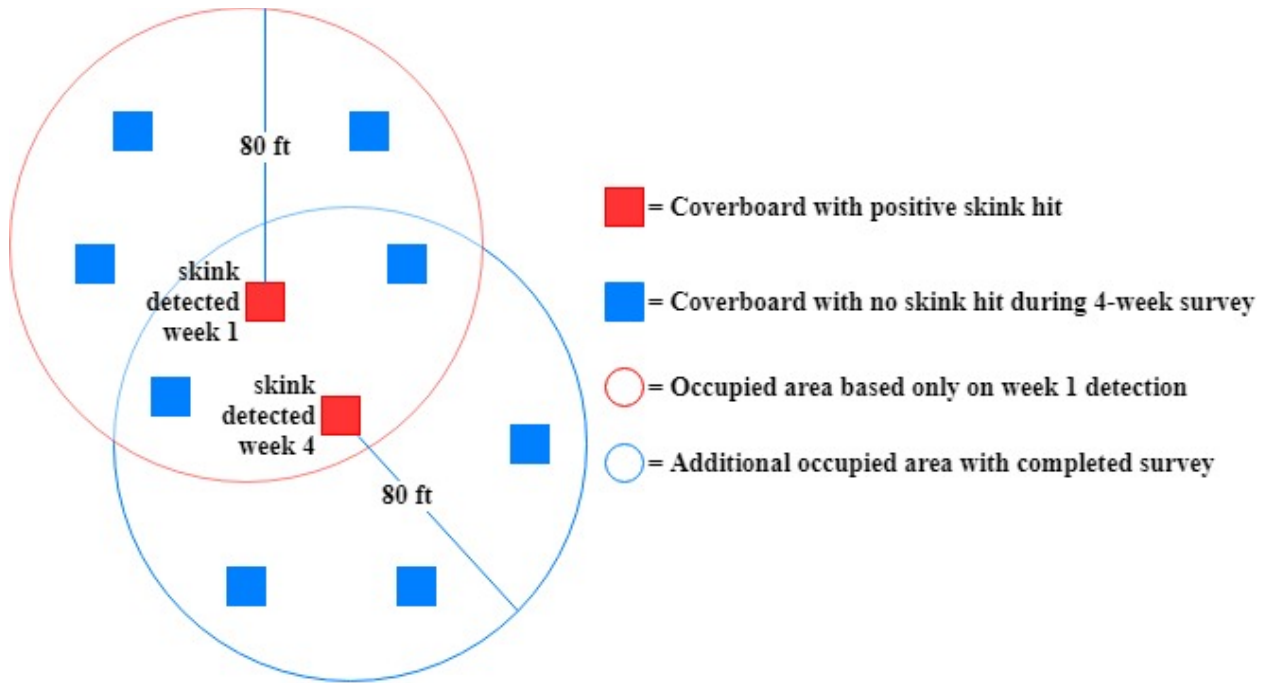 80 ft
skink
detected
week 1
skink
detected
week 4
80 ft
= Coverboard with positive skink hit
= Coverboard with no skink hit during 4-week survey
= Occupied area based only on week 1 detection
= Additional occupied area with completed survey